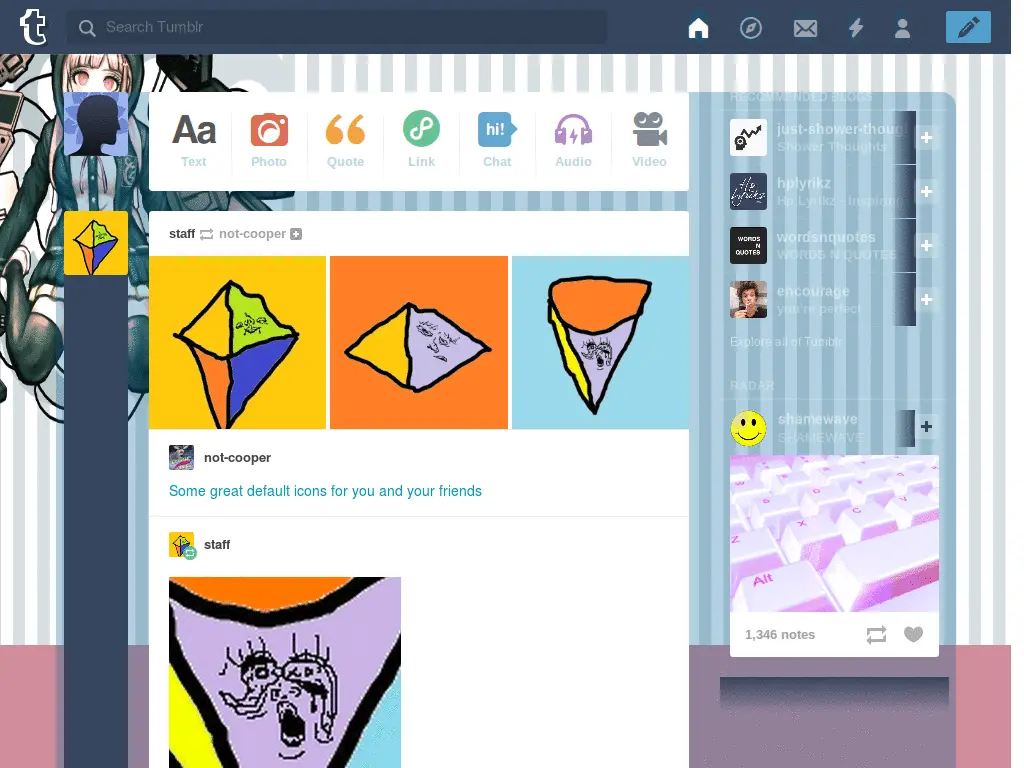 Search Tumblr
Aa
hi!
Text
Photo
Quote
Link
Chat
Audio
Video
staff not-cooper
not-cooper
Some great default icons for you and your friends
staff
RECOMMENDED BLOGS
just-shower-though
Shower Thoughts
hplyrikz
Hp Lyrikz - Inspiring
WORDS
N
QUOTES
wordsnquotes
WORDS N QUOTES
encourage
you're perfect
Explore all of Tumblr
RADAR
shamewave
SHAMEWAVE
Z
X
C
V
Alt
1,346 notes